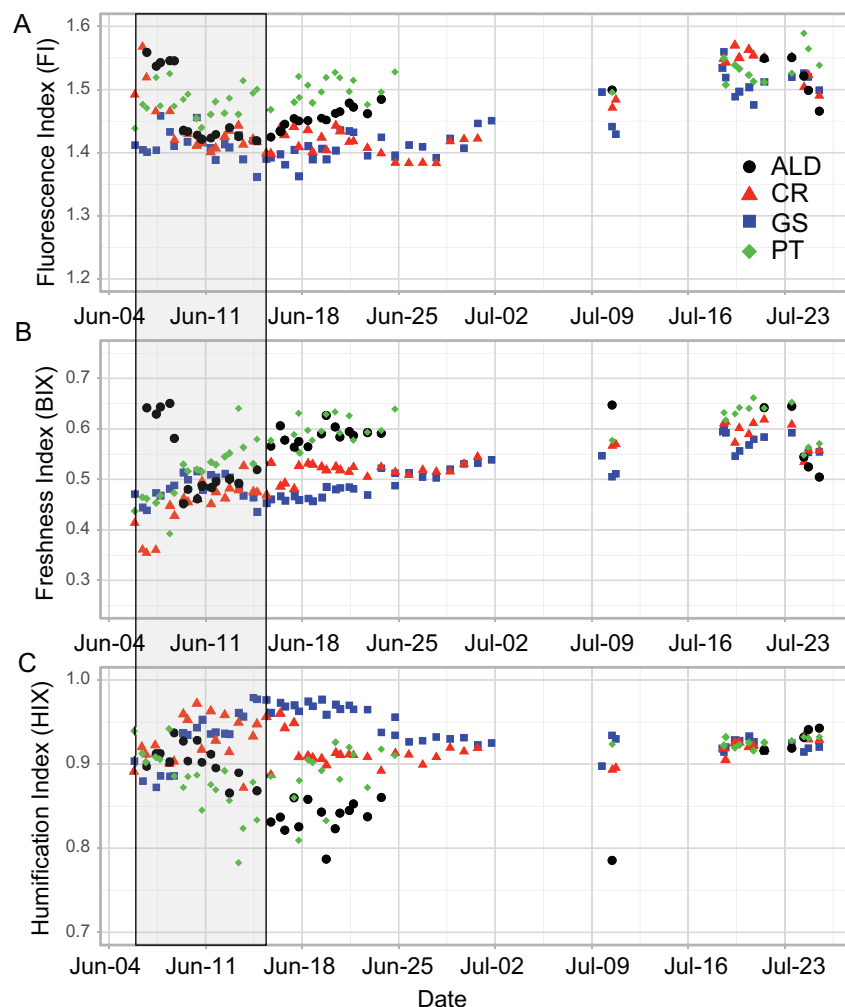 A
Fluorescence Index (FI)
1.6
1.5
1.4
1.3
1.2
ALD
CR
GS
PT
Jun-04 Jun-11 Jun-18 Jun-25 Jul-02 Jul-09 Jul-16 Jul-23
B
Freshness Index (BIX)
0.7
0.6
0.5
0.4
0.3
Jun-04 Jun-11 Jun-18 Jun-25 Jul-02 Jul-09 Jul-16 Jul-23
C
Humification Index (HIX)
1.0
0.9
0.8
0.7
Jun-04 Jun-11 Jun-18 Jun-25 Jul-02 Jul-09 Jul-16 Jul-23
Date